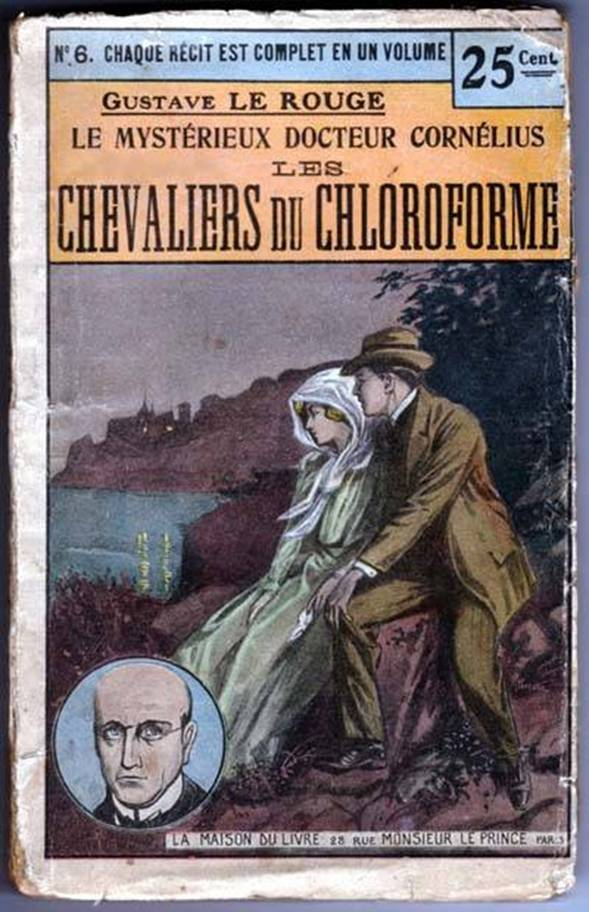 N° 6. CHAQUE RÉCIT EST COMPLET EN UN VOLUME
25 Cent.
GUSTAVE LE ROUGE
LE MYSTÉRIEUX DOCTEUR CORNÉLIUS
LES
CHEVALIERS DU CHLOROFORME
LA MAISON DU LIVRE 28 RUE MONSIEUR LE PRINCE PARIS